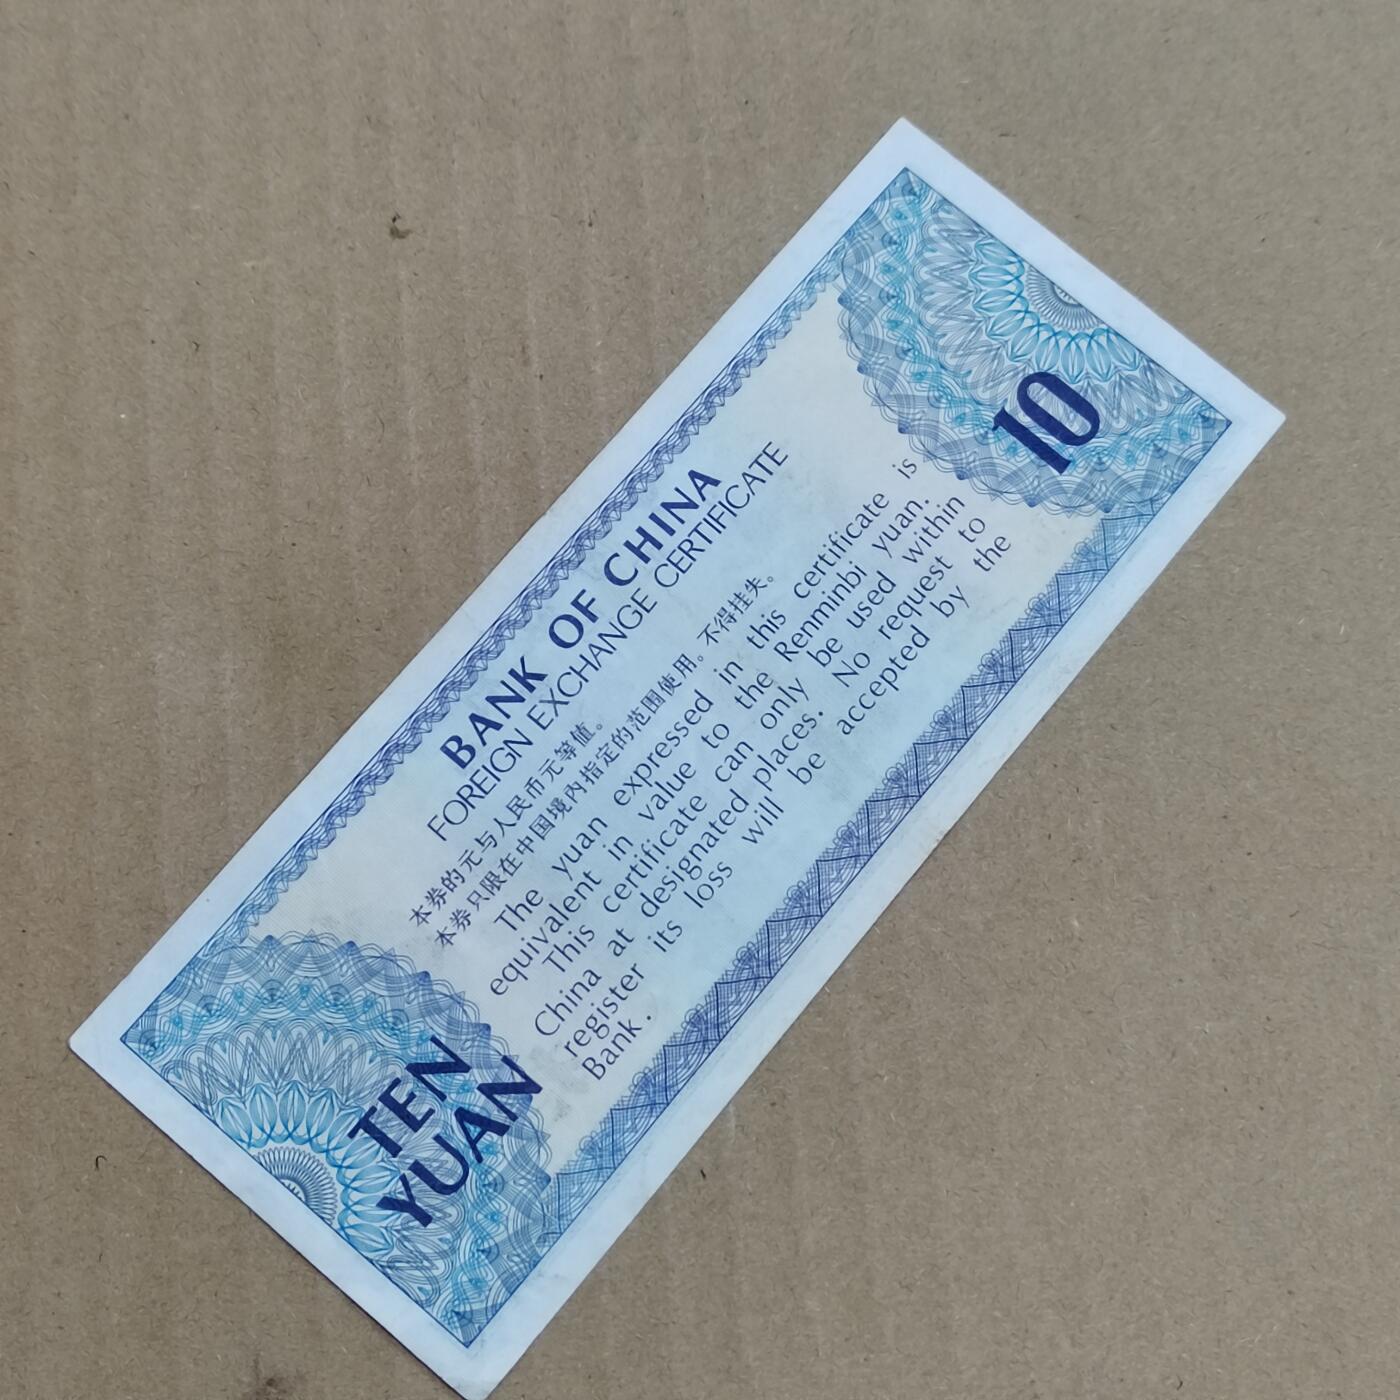 BANK OF CHINA
FOREIGN EXCHANGE CERTIFICATE
本券的元与人民币元等值。
本券只限在中国境内指定的范围使用。不得挂失。
The yuan expressed in this certificate is
equivalent in value to the Renminbi yuan.
This certificate can only be used within
China at designated places. No request to
register its loss will be accepted by the
Bank.
TEN
YUAN
10